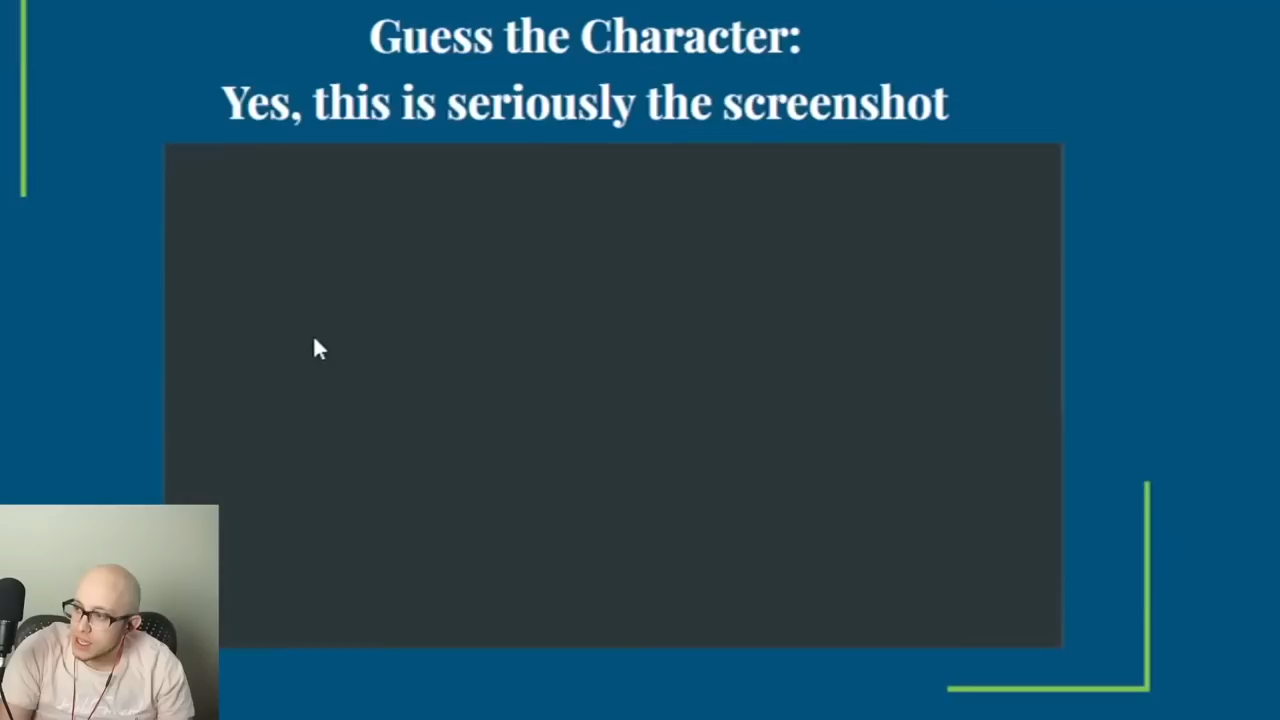 Guess the Character:
Yes, this is seriously the screenshot